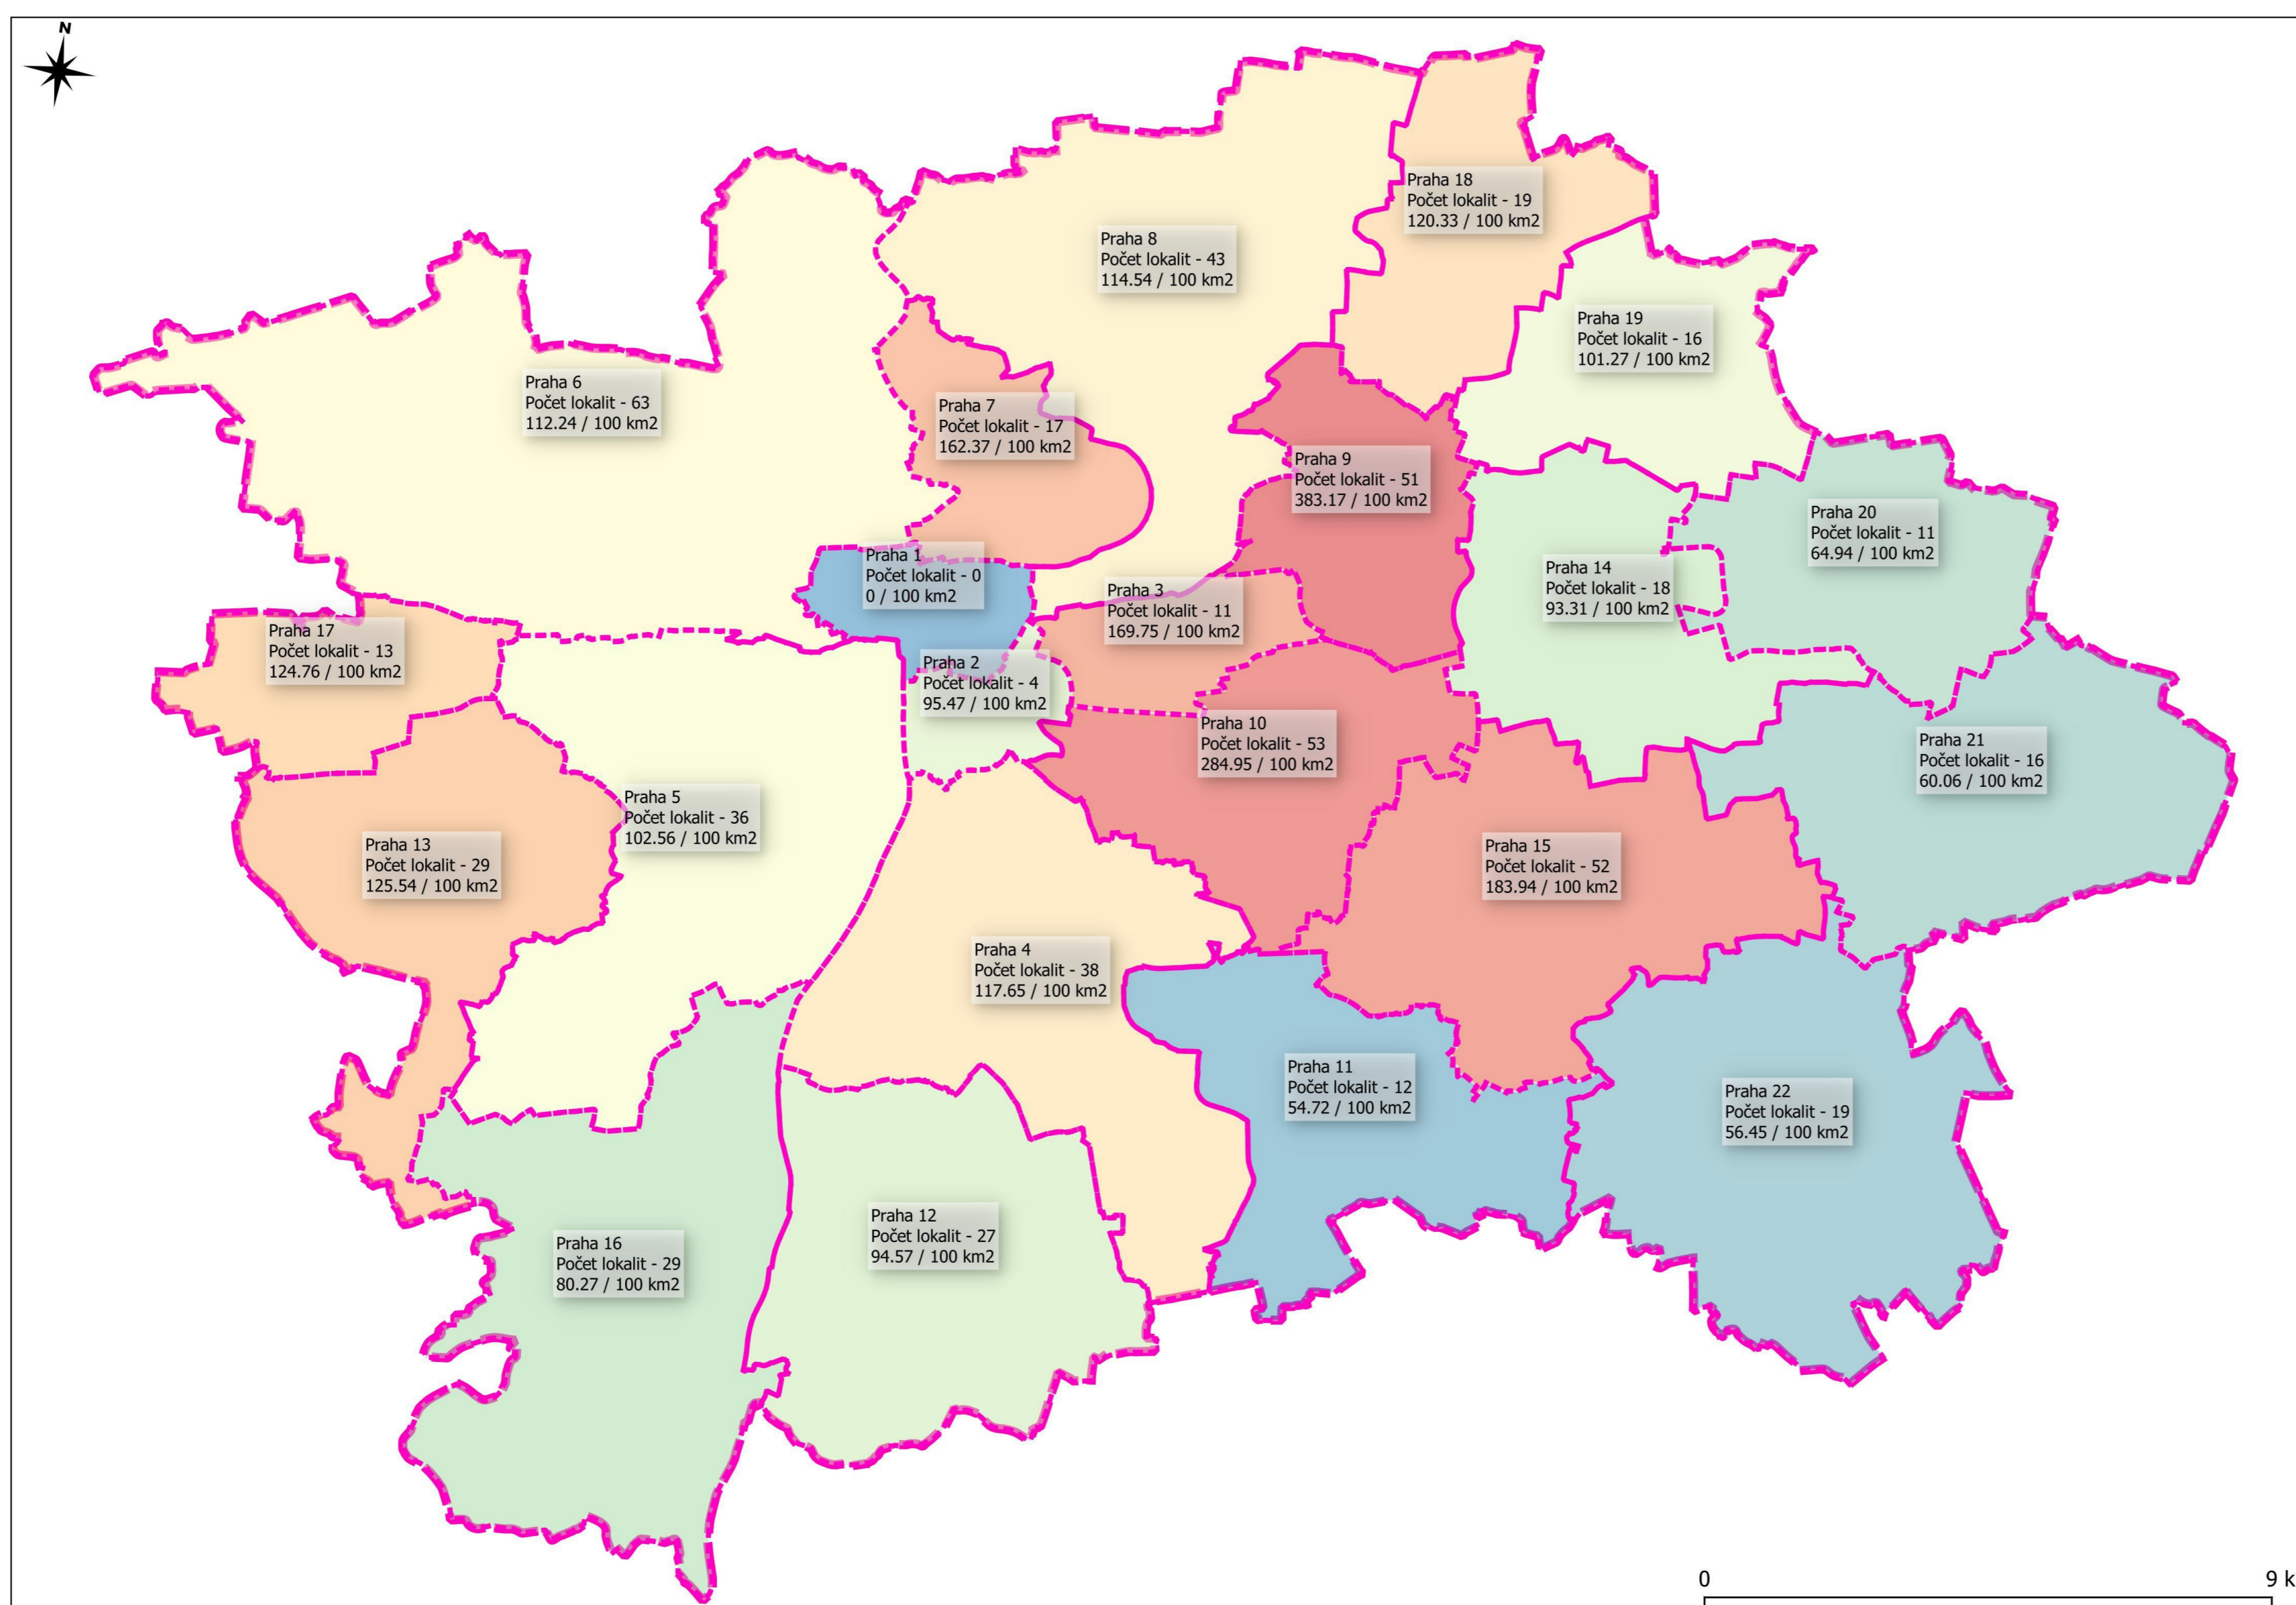 N
Praha 18
Počet lokalit - 19
120.33 / 100 km2
Praha 8
Počet lokalit - 43
114.54 / 100 km2
Praha 19
Počet lokalit - 16
101.27 / 100 km2
Praha 6
Počet lokalit - 63
112.24 / 100 km2
Praha 7
Počet lokalit - 17
162.37 / 100 km2
Praha 9
Počet lokalit - 51
383.17 / 100 km2
Praha 20
Počet lokalit - 11
64.94 / 100 km2
Praha 1
Počet lokalit - 0
0 / 100 km2
Praha 14
Počet lokalit - 18
93.31 / 100 km2
Praha 3
Počet lokalit - 11
169.75 / 100 km2
Praha 17
Počet lokalit - 13
124.76 / 100 km2
Praha 2
Počet lokalit - 4
95.47 / 100 km2
Praha 10
Počet lokalit - 53
284.95 / 100 km2
Praha 21
Počet lokalit - 16
60.06 / 100 km2
Praha 5
Počet lokalit - 36
102.56 / 100 km2
Praha 13
Počet lokalit - 29
125.54 / 100 km2
Praha 15
Počet lokalit - 52
183.94 / 100 km2
Praha 4
Počet lokalit - 38
117.65 / 100 km2
Praha 11
Počet lokalit - 12
54.72 / 100 km2
Praha 22
Počet lokalit - 19
56.45 / 100 km2
Praha 12
Počet lokalit - 27
94.57 / 100 km2
Praha 16
Počet lokalit - 29
80.27 / 100 km2
0 9 k